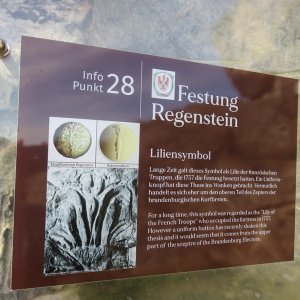 Info
Punkt 28
Festung
Regenstein
Liliensymbol
Lange Zeit galt dieses Symbol als Lilie der französischen
Truppen, die 1757 die Festung besetzt hatten. Ein Uniform-
knopf hat diese These ins Wanken gebracht. Vermutlich
handelt es sich eher um den oberen Teil des Zepters der
brandenburgischen Kurfürsten.
For a long time, this symbol was regarded as the "Lily of
the French Troops" who occupied the fortress in 1757.
However a uniform button has recently shaken this
thesis and it would seem that it comes from the upper
part of the sceptre of the Brandenburg Electors.